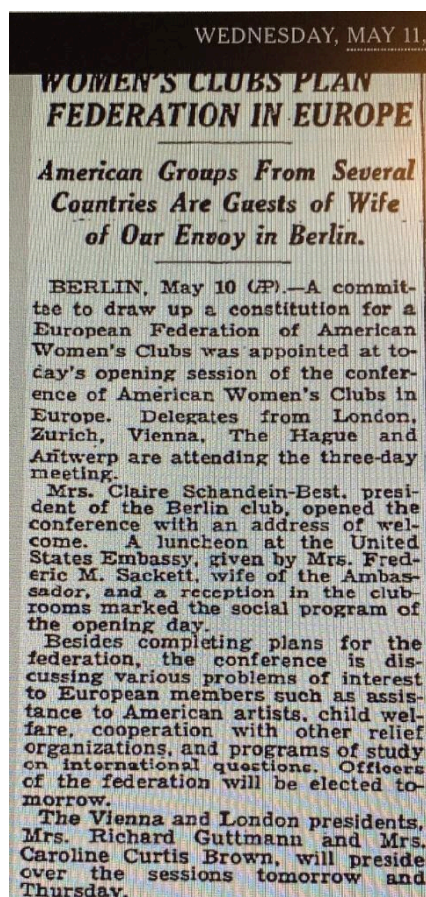 WEDNESDAY, MAY 11,
WOMEN'S CLUBS PLAN
FEDERATION IN EUROPE
American Groups From Several
Countries Are Guests of Wife
of Our Envoy in Berlin.
BERLIN, May 10 (AP).—A commit-
tee to draw up a constitution for a
European Federation of American
Women's Clubs was appointed at to-
day's opening session of the confer-
ence of American Women's Clubs in
Europe. Delegates from London,
Zurich, Vienna, The Hague and
Antwerp are attending the three-day
meeting.
Mrs. Claire Schandein-Best, presi-
dent of the Berlin club, opened the
conference with an address of wel-
come. A luncheon at the United
States Embassy, given by Mrs. Fred-
eric M. Sackett, wife of the Ambas-
sador, and a reception in the club-
rooms marked the social program of
the opening day.
Besides completing plans for the
federation, the conference is dis-
cussing various problems of interest
to European members such as assis-
tance to American artists, child wel-
fare, cooperation with other relief
organizations, and programs of study
on international questions. Officers
of the federation will be elected to-
morrow.
The Vienna and London presidents,
Mrs. Richard Guttmann and Mrs.
Caroline Curtis Brown, will preside
over the sessions tomorrow and
Thursday.